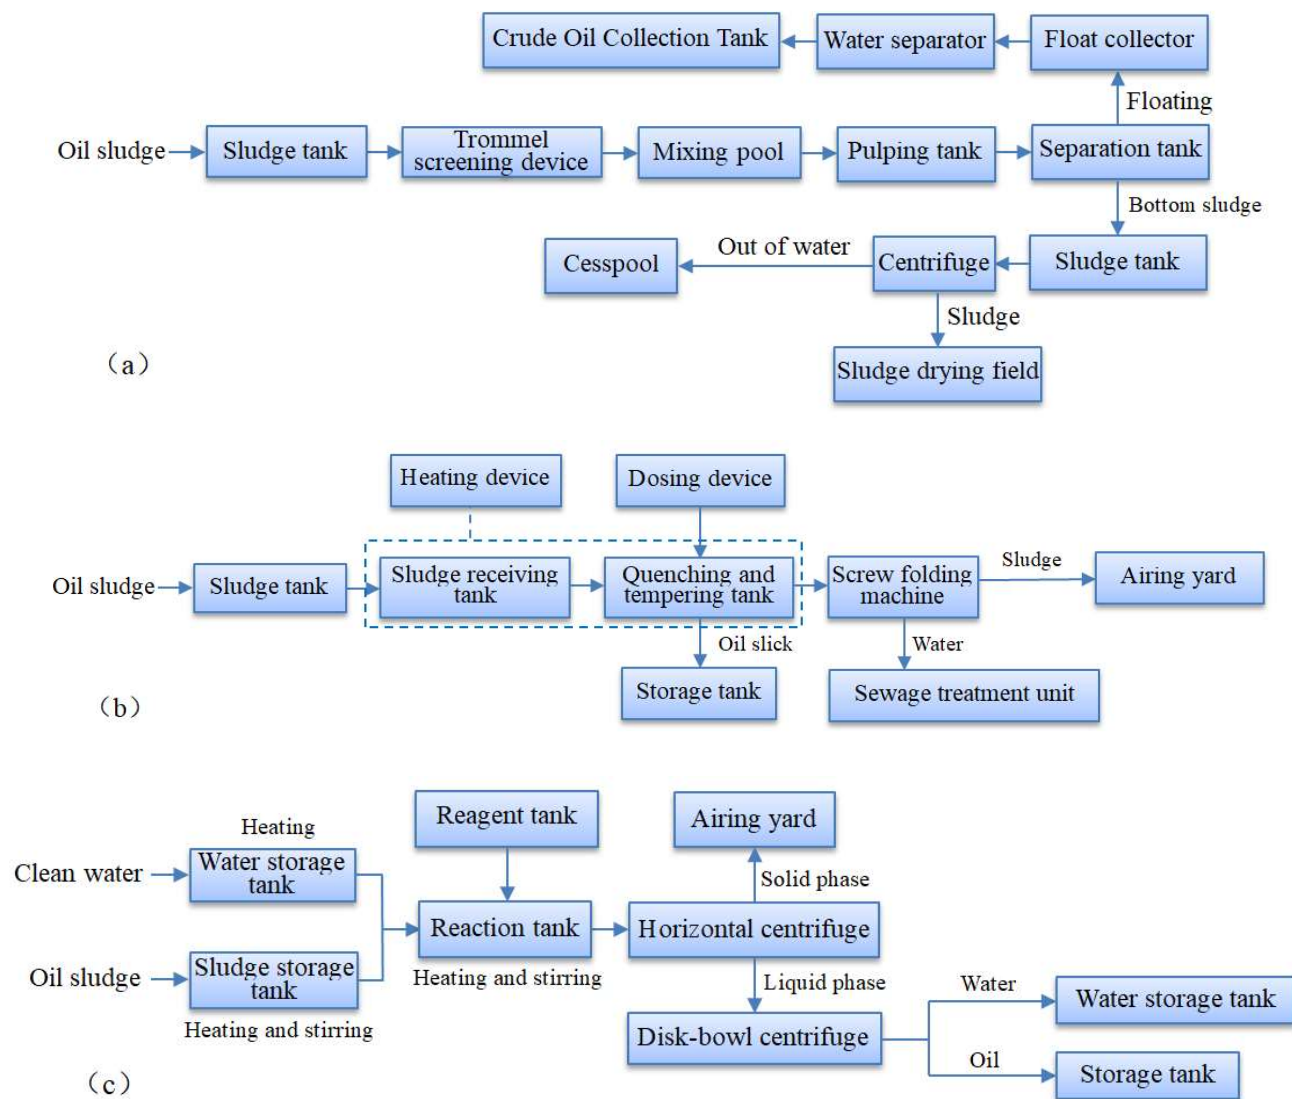 Crude Oil Collection Tank
Water separator
Float collector
Floating
Oil sludge
Sludge tank
Trommel
screening device
Mixing pool
Pulping tank
Separation tank
Bottom sludge
Cesspool
Out of water
Centrifuge
Sludge tank
Sludge
Sludge drying field
（a）
Heating device
Dosing device
Oil sludge
Sludge tank
Sludge receiving
tank
Quenching and
tempering tank
Screw folding
machine
Sludge
Airing yard
Oil slick
Water
Storage tank
Sewage treatment unit
（b）
Reagent tank
Airing yard
Heating
Clean water
Water storage
tank
Solid phase
Reaction tank
Horizontal centrifuge
Oil sludge
Sludge storage
tank
Heating and stirring
Heating and stirring
Liquid phase
Water
Water storage tank
Disk-bowl centrifuge
Oil
Storage tank
（c）